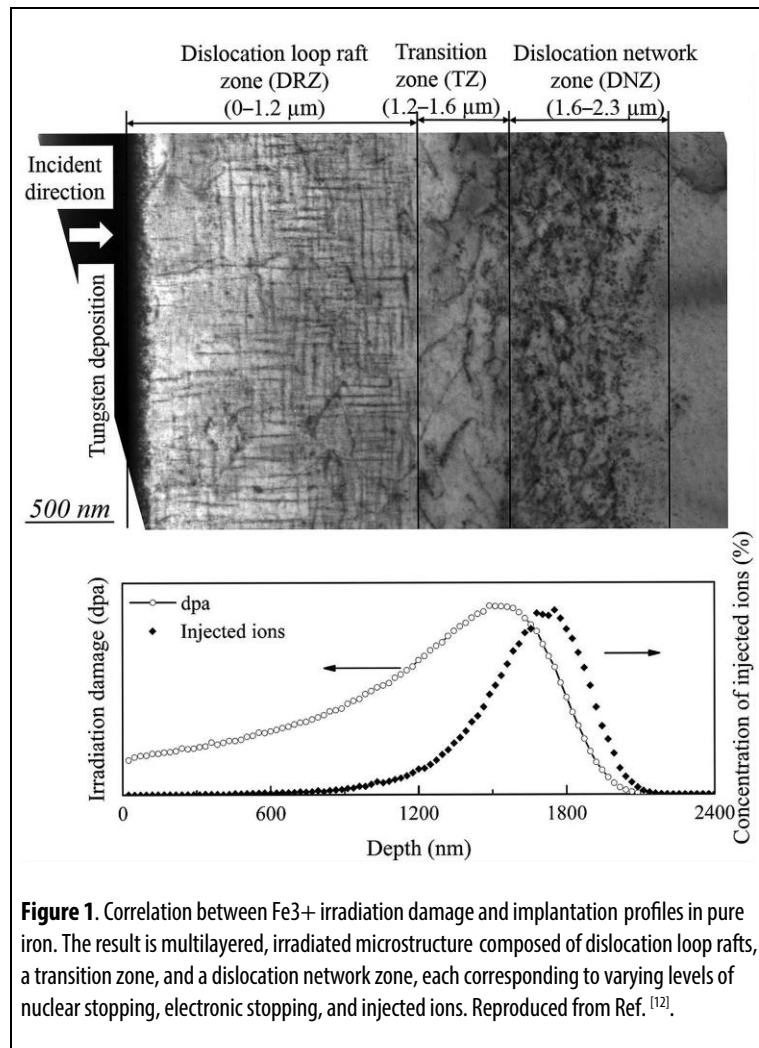 Dislocation loop raft
zone (DRZ)
(0–1.2 μm)
Transition
zone (TZ)
(1.2–1.6 μm)
Dislocation network
zone (DNZ)
(1.6–2.3 μm)
Incident
direction
Tungsten deposition
500 nm
dpa
Injected ions
Irradiation damage (dpa)
Concentration of injected ions (%)
0 600 1200 1800 2400
Depth (nm)
Figure 1. Correlation between Fe3+ irradiation damage and implantation profiles in pure
iron. The result is multilayered, irradiated microstructure composed of dislocation loop rafts,
a transition zone, and a dislocation network zone, each corresponding to varying levels of
nuclear stopping, electronic stopping, and injected ions. Reproduced from Ref. [12].